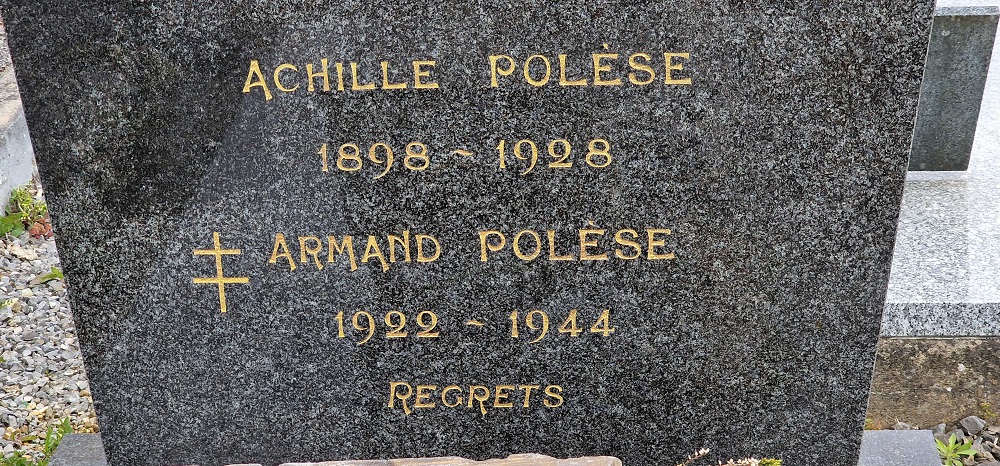 ACHILLE POLÈSE
1898 ~ 1928
ARMAND POLÈSE
1922 ~ 1944
REGRETS